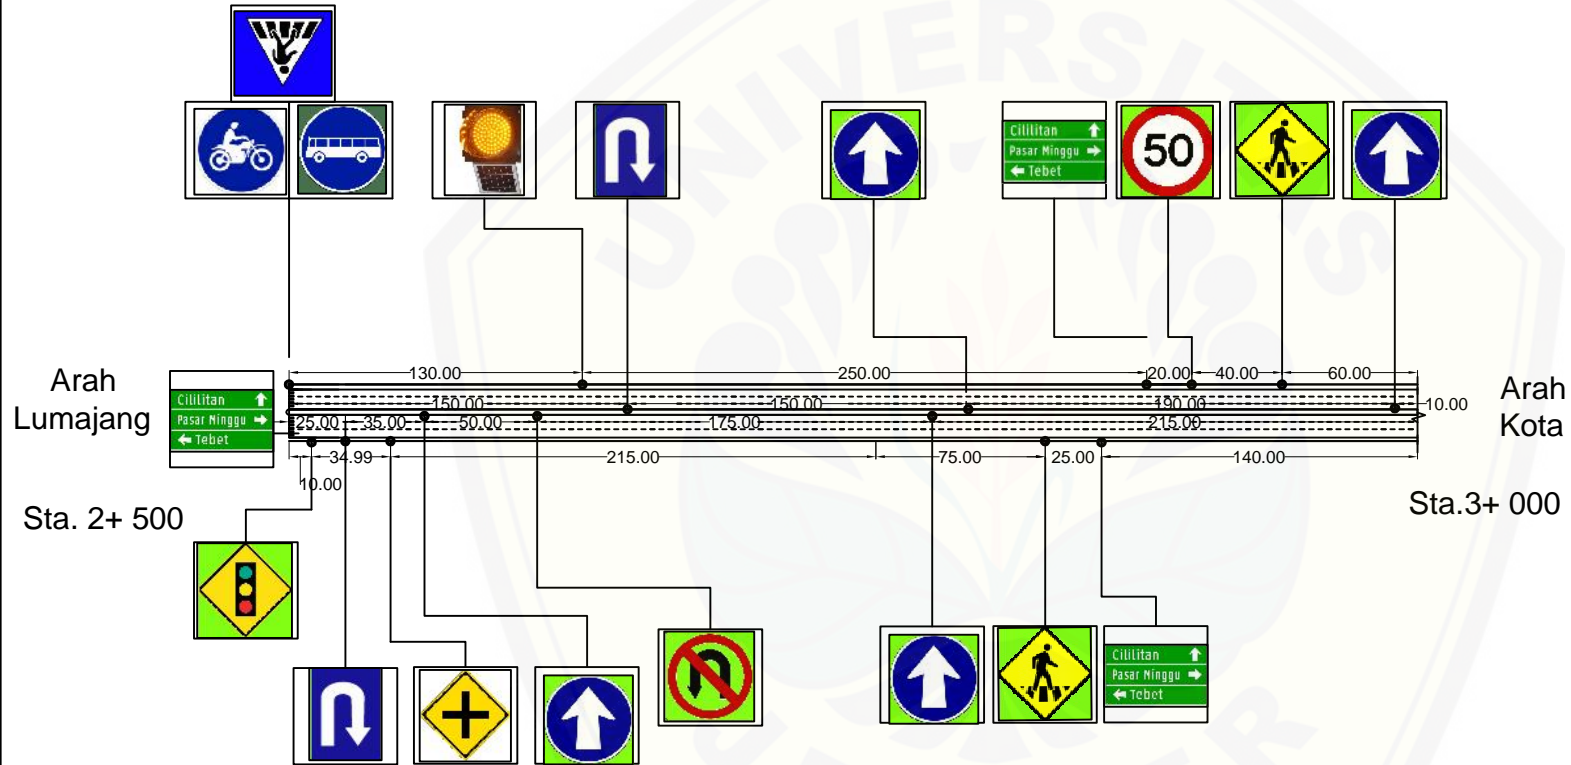 Cililitan
Pasar Minggu
Tebet
50
Arah
Lumajang
Cililitan
Pasar Minggu
Tebet
Arah
Kota
130.00
250.00
20.00
40.00
60.00
150.00
150.00
190.00
10.00
25.00
35.00
50.00
175.00
215.00
34.99
215.00
75.00
25.00
140.00
10.00
Sta. 2+ 500
Sta.3+ 000
Cililitan
Pasar Minggu
Tebet
UNIVERSITAS
JEMBER